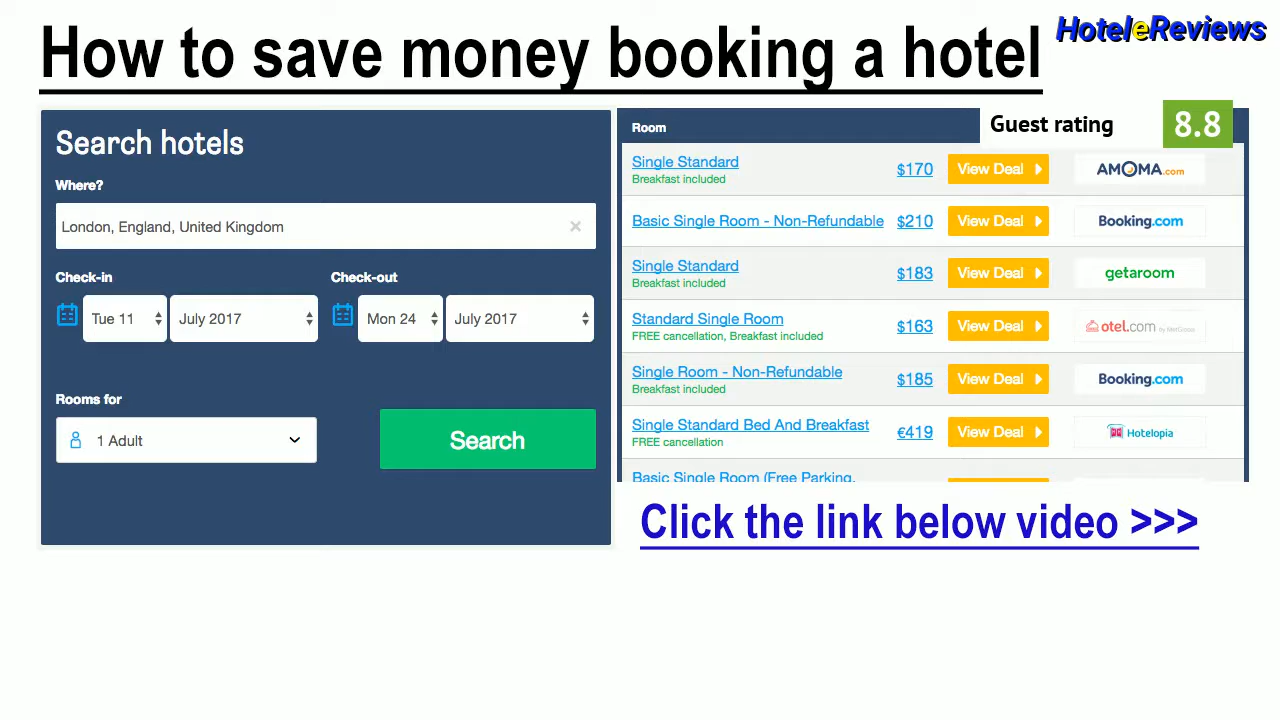 How to save money booking a hotel
HoteleReviews
Search hotels
Where?
London, England, United Kingdom
Check-in
Check-out
Tue 11
July 2017
Mon 24
July 2017
Rooms for
1 Adult
Search
Room
Guest rating
8.8
Single Standard
Breakfast included
$170
View Deal
AMOMA.com
Basic Single Room - Non-Refundable
$210
View Deal
Booking.com
Single Standard
Breakfast included
$183
View Deal
getaroom
Standard Single Room
FREE cancellation, Breakfast included
$163
View Deal
otel.com
Single Room - Non-Refundable
Breakfast included
$185
View Deal
Booking.com
Single Standard Bed And Breakfast
FREE cancellation
€419
View Deal
Hotelopia
Basic Single Room (Free Parking,
Click the link below video >>>